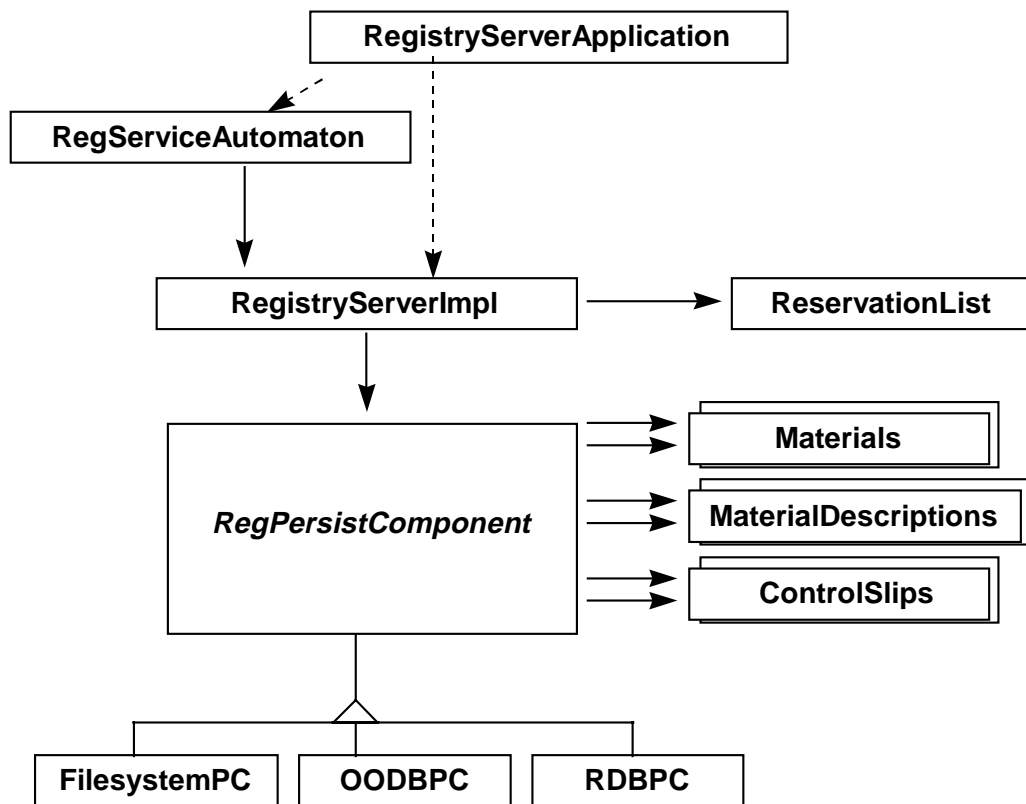 RegistryServerApplication
RegServiceAutomaton
RegistryServerImpl
ReservationList
Materials
RegPersistComponent
MaterialDescriptions
ControlSlips
FilesystemPC
OODBPC
RDBPC